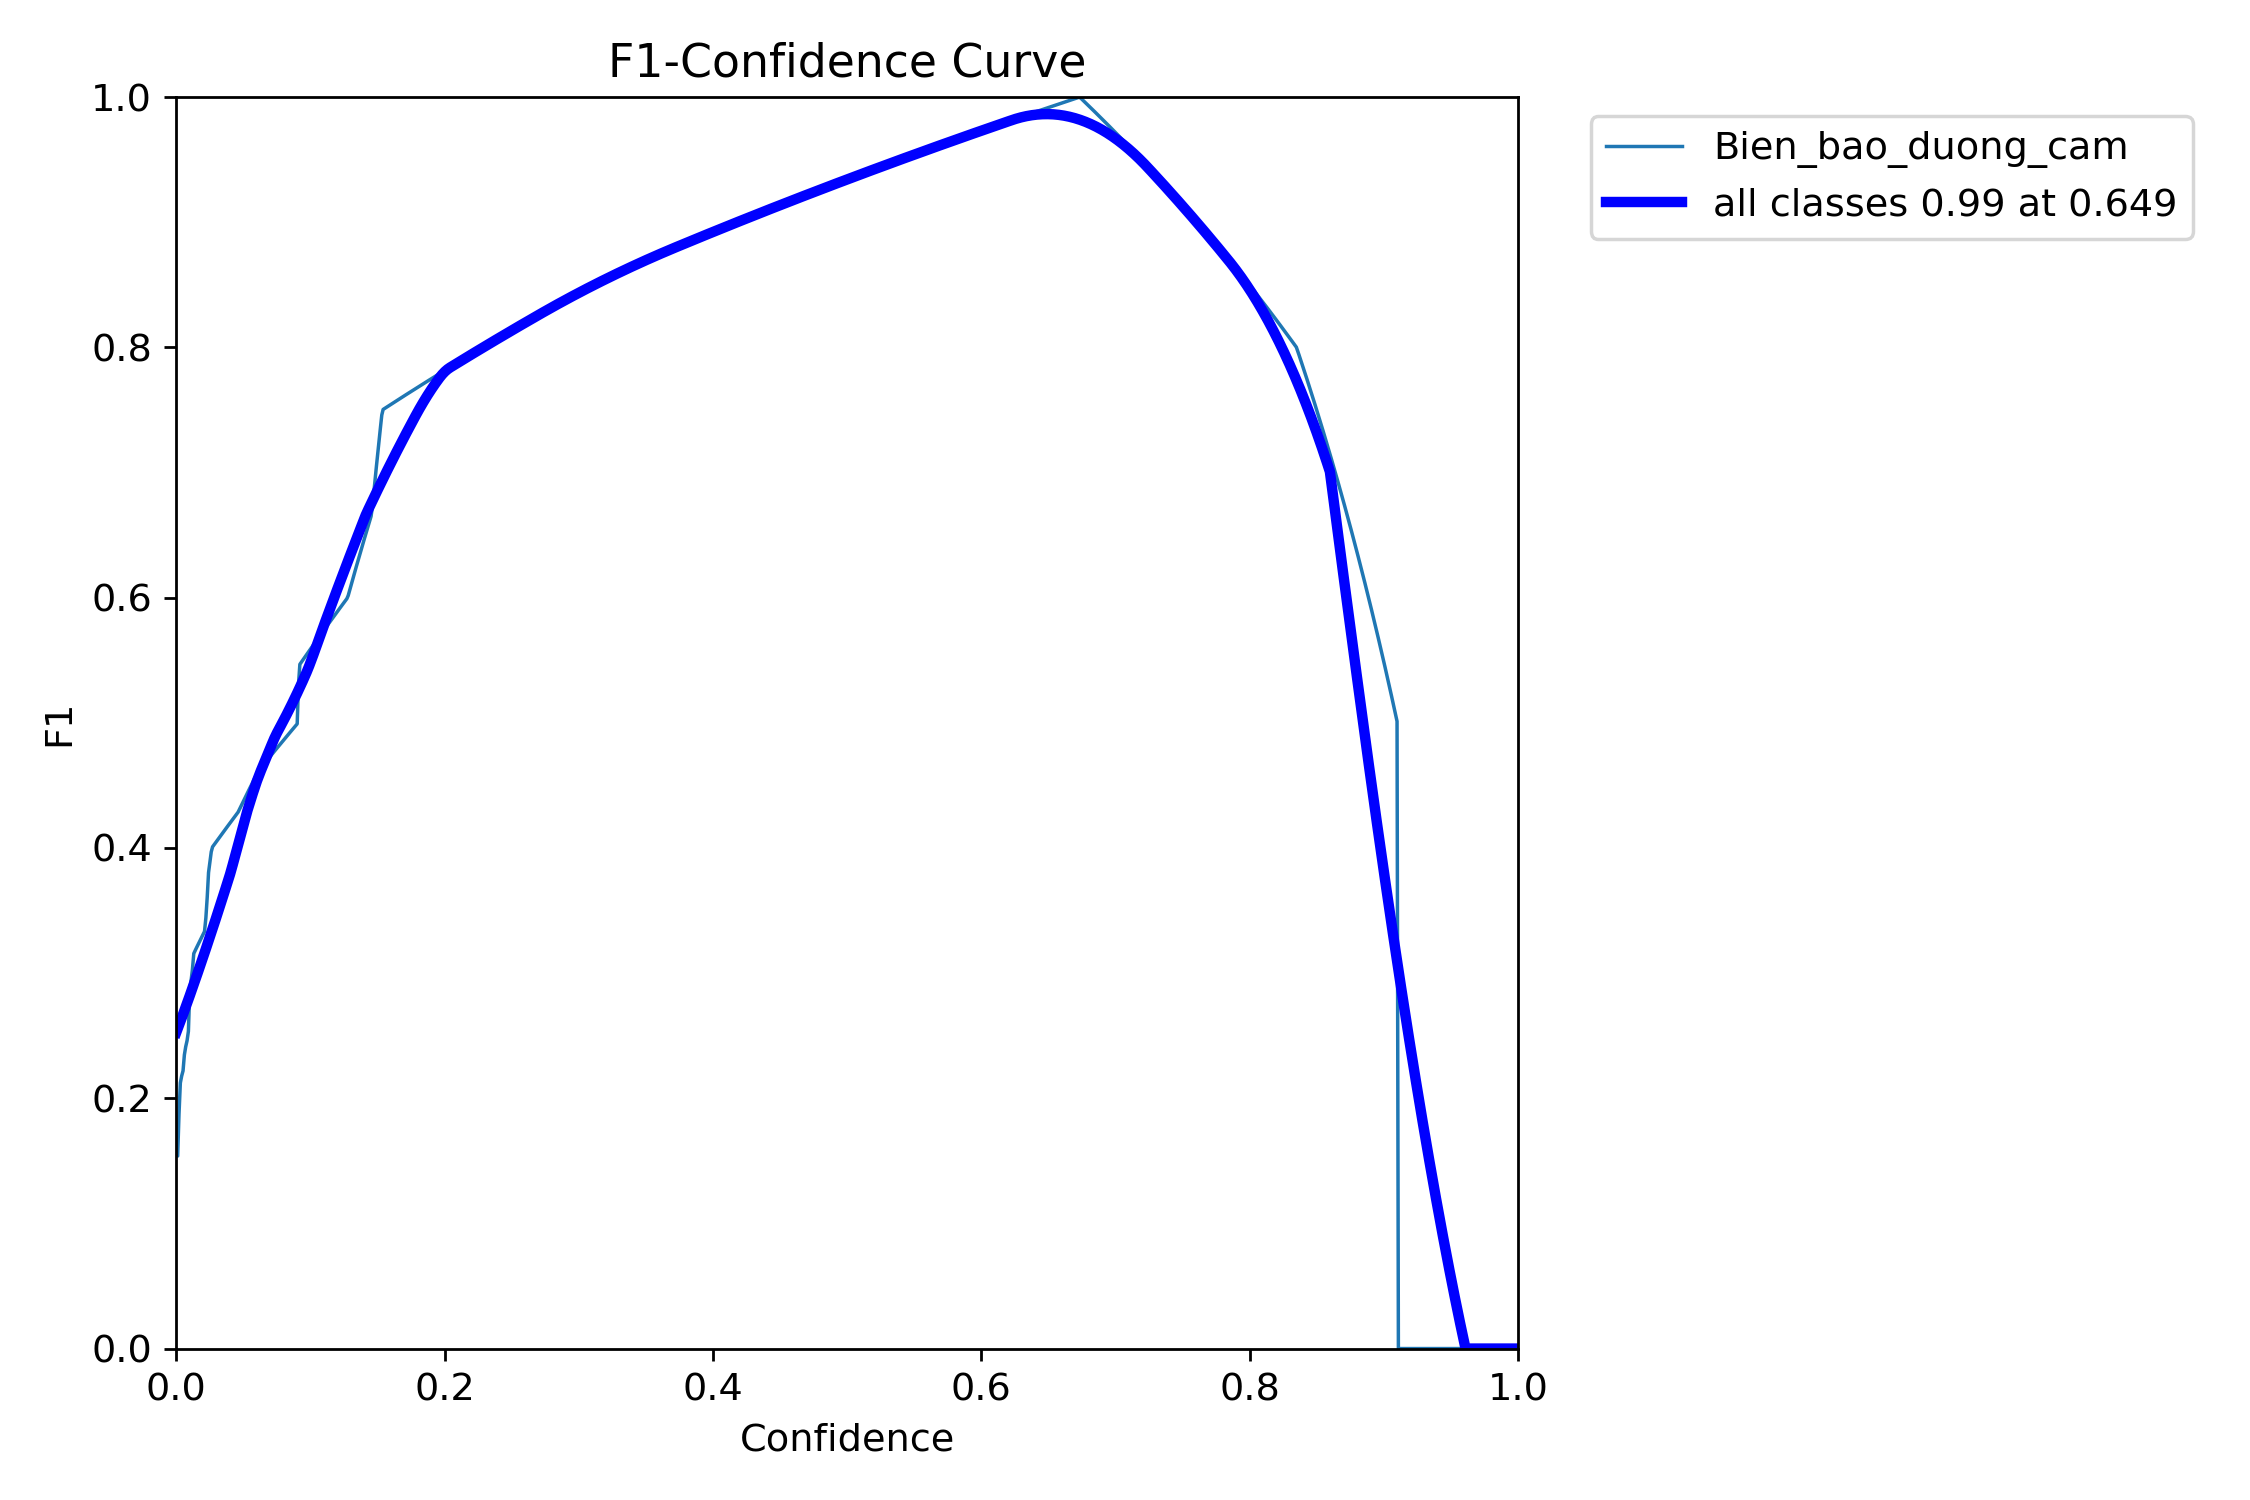 F1-Confidence Curve
1.0
0.8
0.6
0.4
0.2
0.0
F1
0.0 0.2 0.4 0.6 0.8 1.0
Confidence
Bien_bao_duong_cam
all classes 0.99 at 0.649